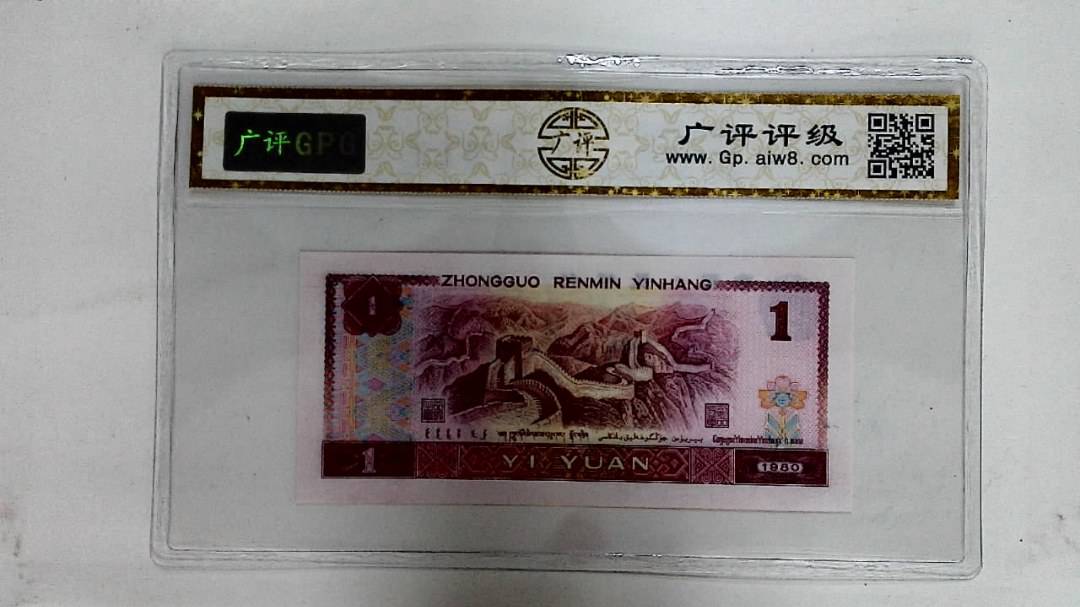 广评GPG
广评
广评评级
www.Gp.aiw8.com
ZHONGGUO RENMIN YINHANG
1
1
1
YI YUAN
1980